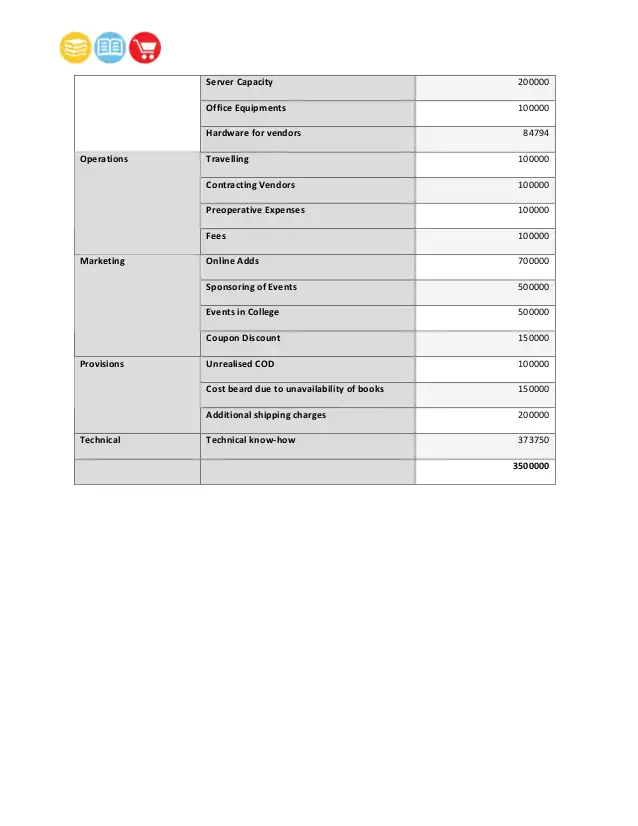 Server Capacity 200000
Office Equipments 100000
Hardware for vendors 84794
Operations Travelling 100000
Contracting Vendors 100000
Preoperative Expenses 100000
Fees 100000
Marketing Online Adds 700000
Sponsoring of Events 500000
Events in College 500000
Coupon Discount 150000
Provisions Unrealised COD 100000
Cost beard due to unavailability of books 150000
Additional shipping charges 200000
Technical Technical know-how 373750
3500000